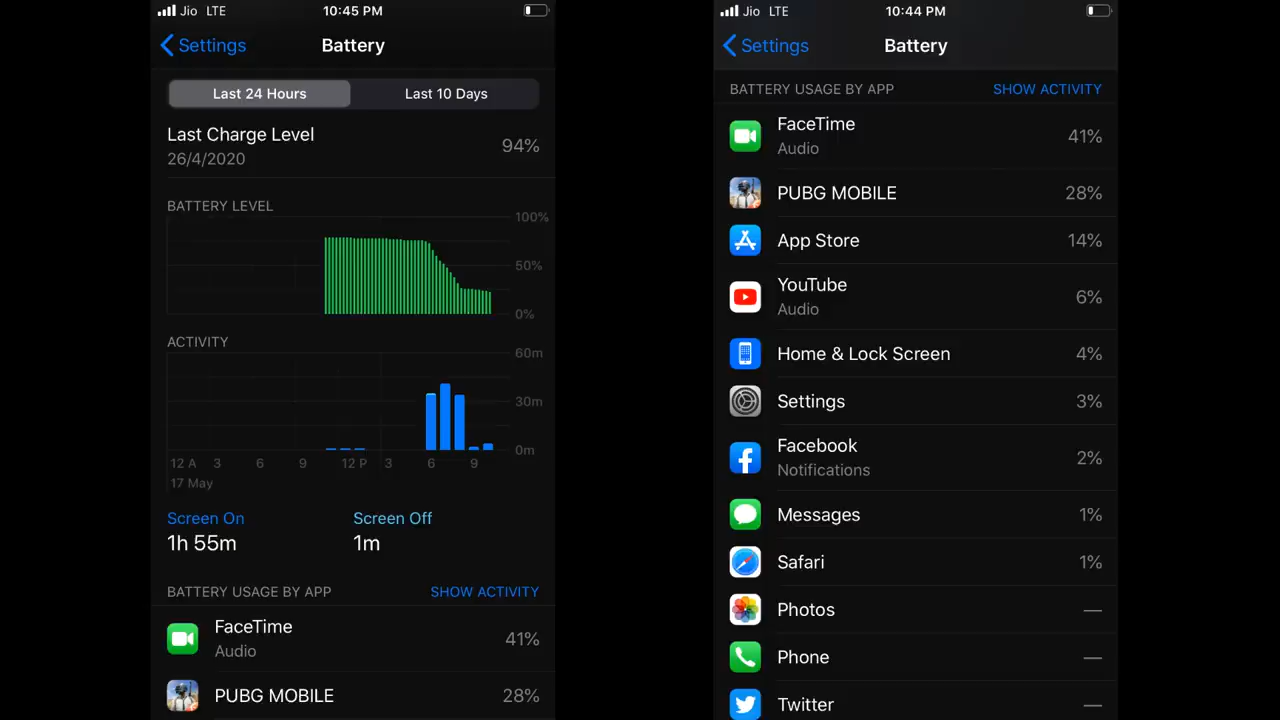 Jio LTE 10:45 PM
Settings Battery
Last 24 Hours Last 10 Days
Last Charge Level
26/4/2020
94%
BATTERY LEVEL
100%
50%
0%
ACTIVITY
60m
30m
0m
12 A 3 6 9 12 P 3 6 9
17 May
Screen On Screen Off
1h 55m 1m
BATTERY USAGE BY APP SHOW ACTIVITY
FaceTime
Audio
41%
PUBG MOBILE 28%
Jio LTE 10:44 PM
Settings Battery
BATTERY USAGE BY APP SHOW ACTIVITY
FaceTime
Audio
41%
PUBG MOBILE 28%
App Store 14%
YouTube
Audio
6%
Home & Lock Screen 4%
Settings 3%
Facebook
Notifications
2%
Messages 1%
Safari 1%
Photos —
Phone —
Twitter —